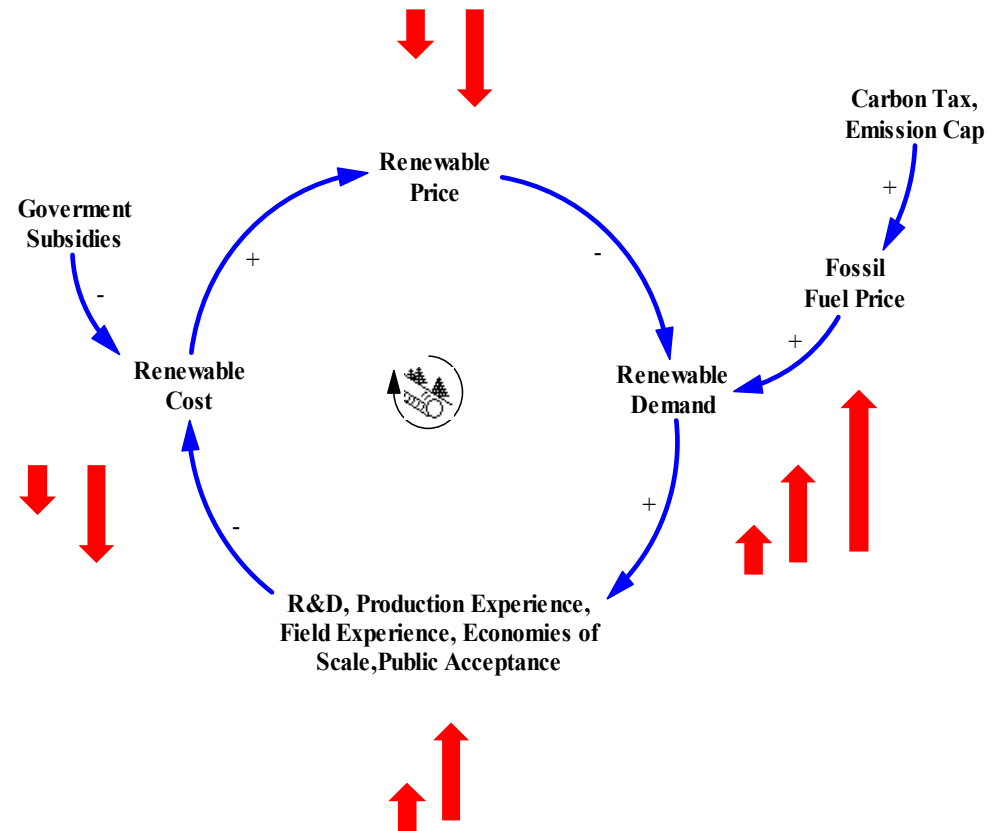 Carbon Tax,
Emission Cap
+
Renewable
Price
Goverment
Subsidies
-
+
-
Fossil
Fuel Price
+
Renewable
Cost
Renewable
Demand
+
-
R&D, Production Experience,
Field Experience, Economies of
Scale,Public Acceptance